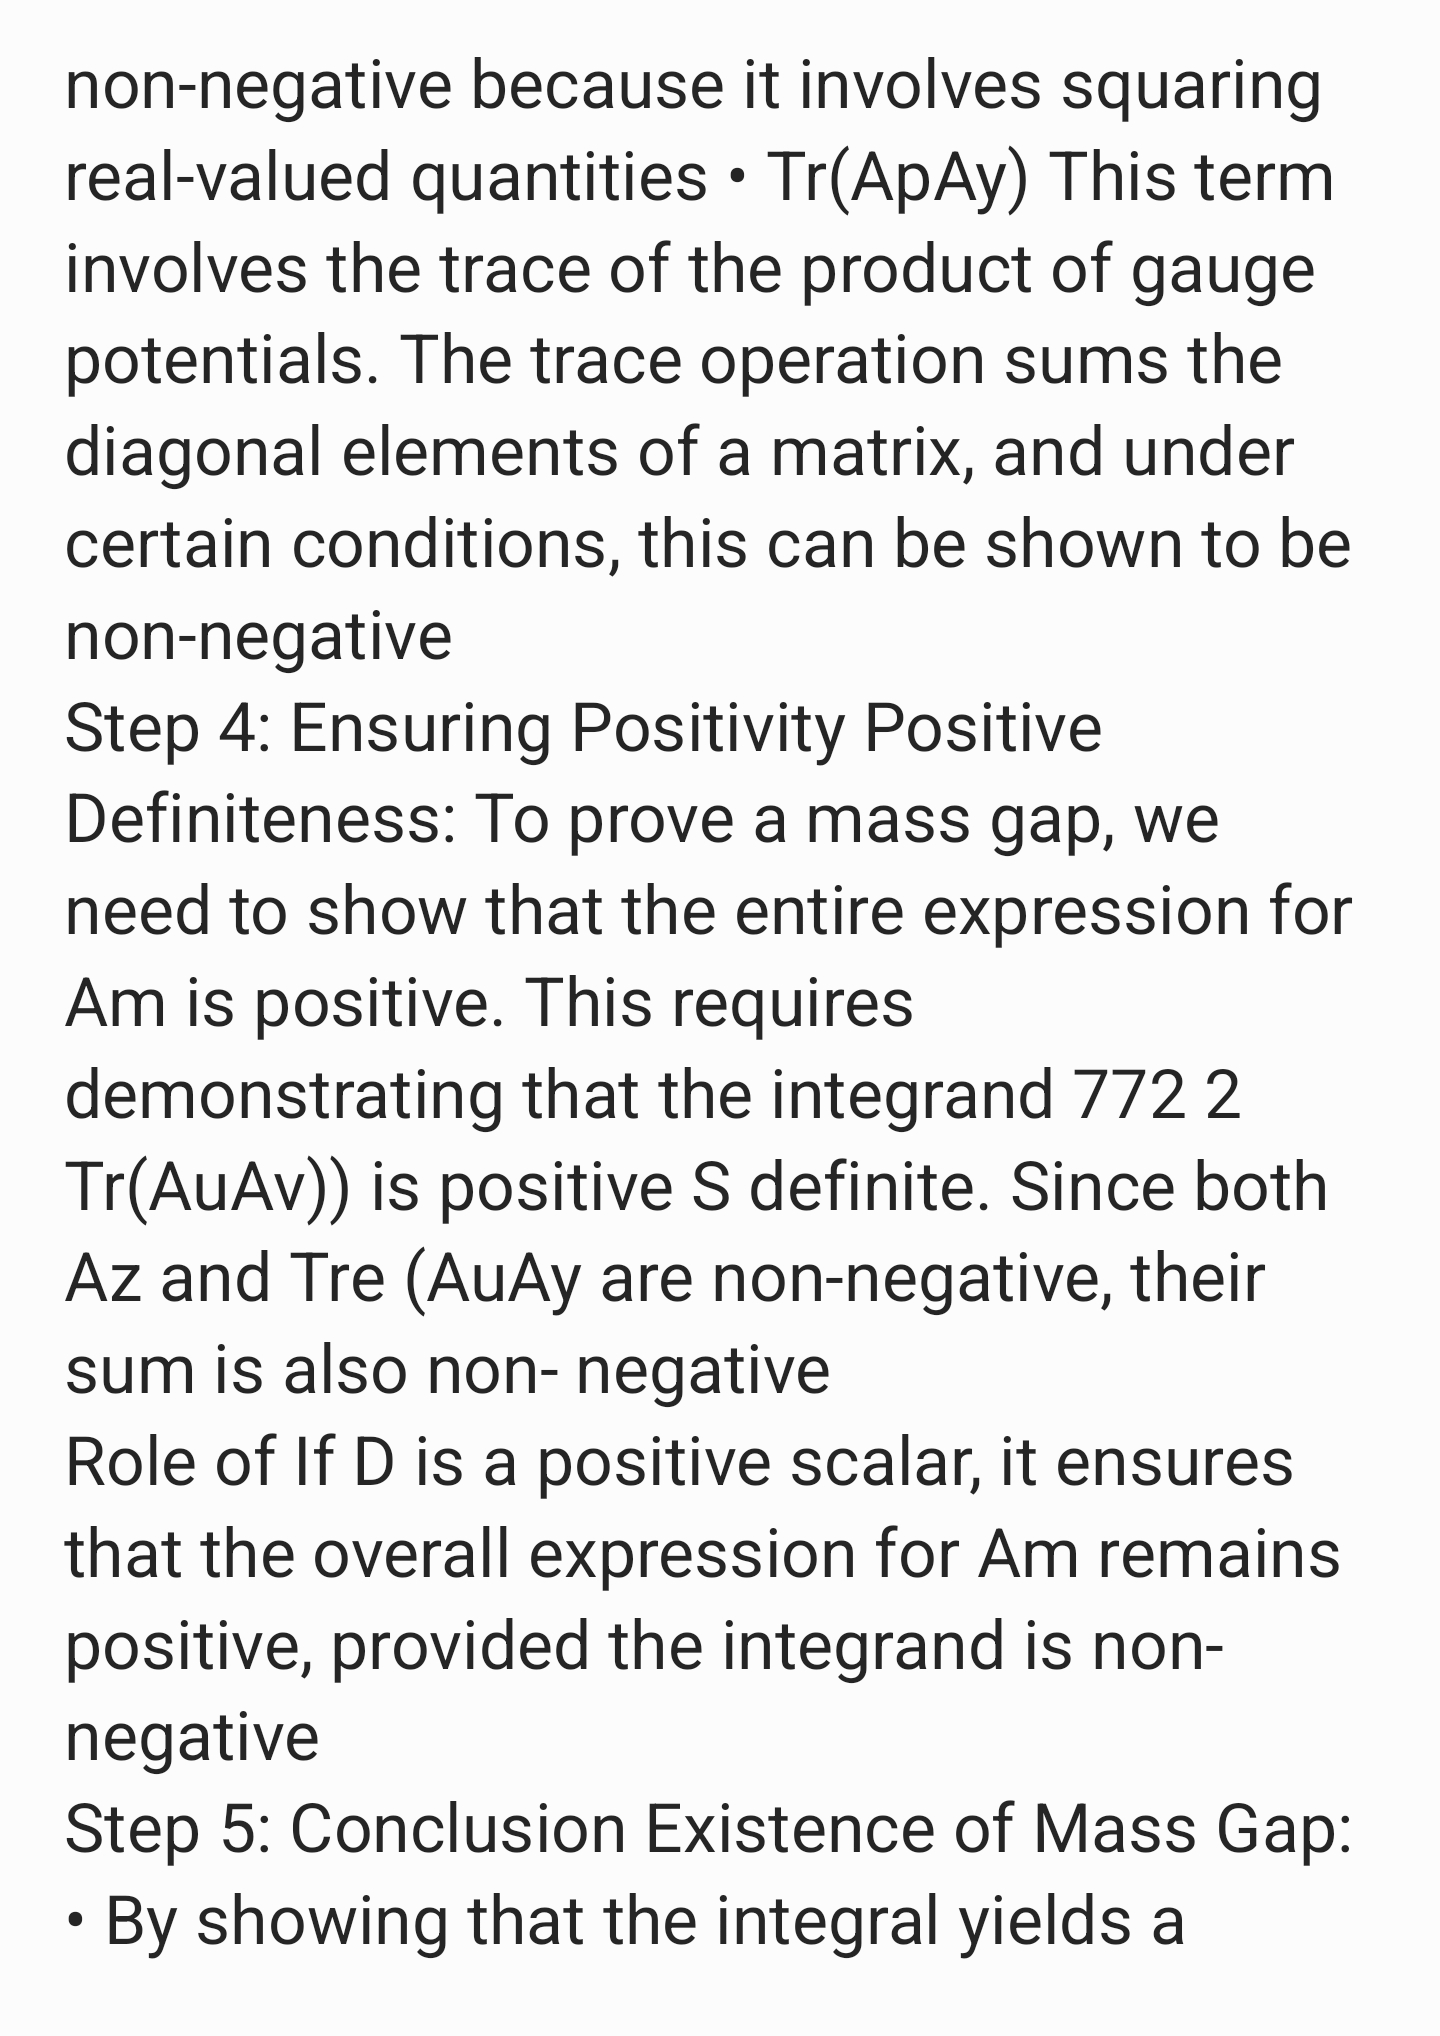 non-negative because it involves squaring
real-valued quantities • Tr(ApAy) This term
involves the trace of the product of gauge
potentials. The trace operation sums the
diagonal elements of a matrix, and under
certain conditions, this can be shown to be
non-negative
Step 4: Ensuring Positivity Positive
Definiteness: To prove a mass gap, we
need to show that the entire expression for
Am is positive. This requires
demonstrating that the integrand 772 2
Tr(AuAv)) is positive S definite. Since both
Az and Tre (AuAy are non-negative, their
sum is also non- negative
Role of If D is a positive scalar, it ensures
that the overall expression for Am remains
positive, provided the integrand is non-
negative
Step 5: Conclusion Existence of Mass Gap:
• By showing that the integral yields a